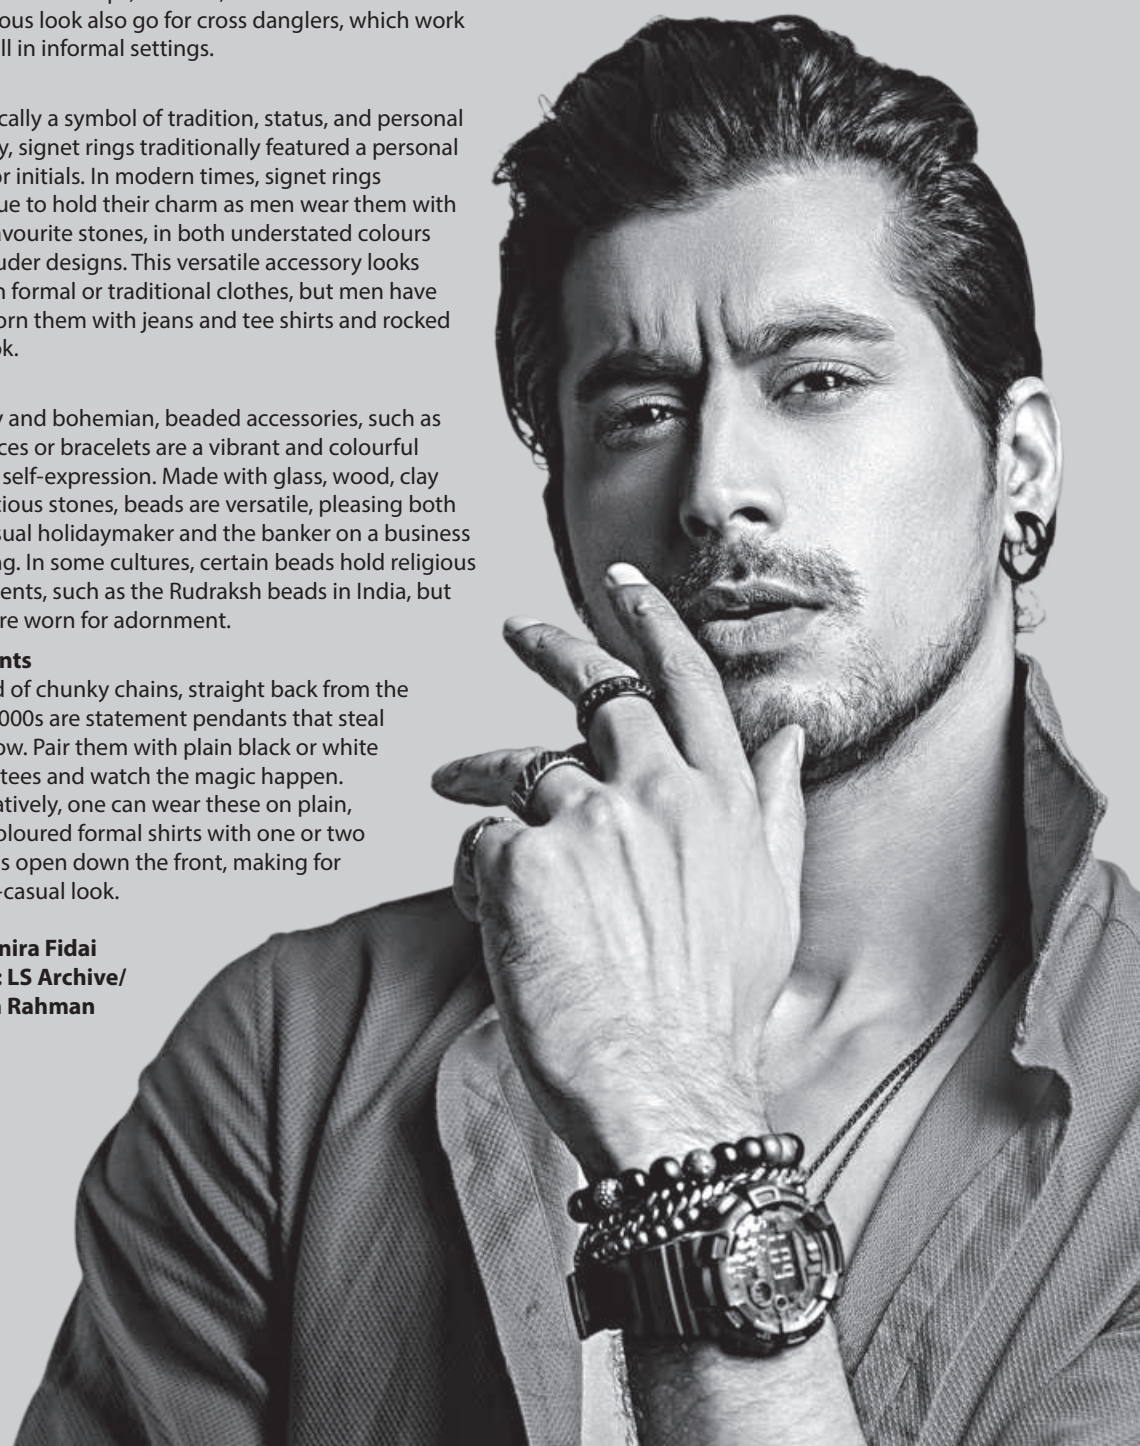 ous look also go for cross danglers, which work
ll in informal settings.
cally a symbol of tradition, status, and personal
y, signet rings traditionally featured a personal
or initials. In modern times, signet rings
ue to hold their charm as men wear them with
avourite stones, in both understated colours
uder designs. This versatile accessory looks
n formal or traditional clothes, but men have
orn them with jeans and tee shirts and rocked
ok.
y and bohemian, beaded accessories, such as
ces or bracelets are a vibrant and colourful
self-expression. Made with glass, wood, clay
cious stones, beads are versatile, pleasing both
sual holidaymaker and the banker on a business
ng. In some cultures, certain beads hold religious
ents, such as the Rudraksh beads in India, but
re worn for adornment.
nts
d of chunky chains, straight back from the
000s are statement pendants that steal
ow. Pair them with plain black or white
tees and watch the magic happen.
atively, one can wear these on plain,
oloured formal shirts with one or two
s open down the front, making for
-casual look.
nira Fidai
: LS Archive/
n Rahman